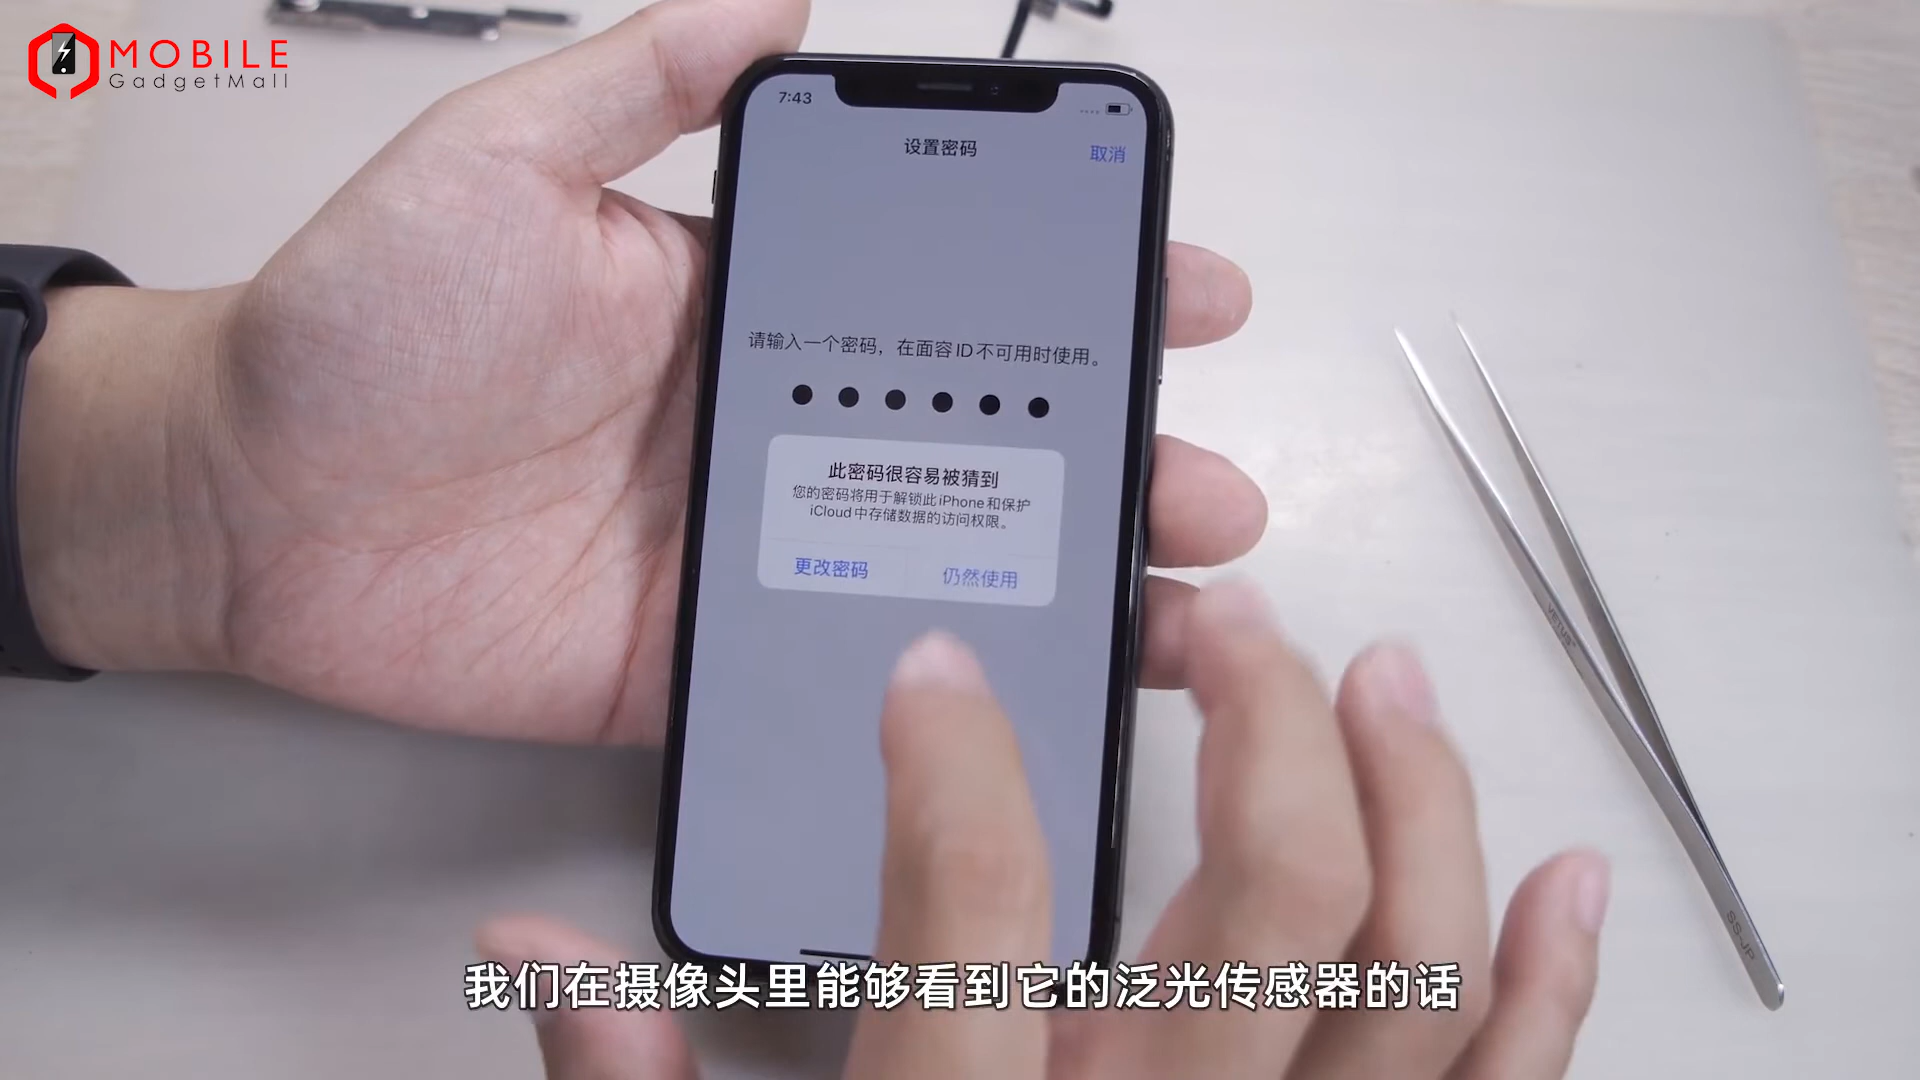 MOBILE
GadgetMall
7:43
设置密码
取消
请输入一个密码，在面容ID不可用时使用。
此密码很容易被猜到
您的密码将用于解锁此iPhone和保护
iCloud中存储数据的访问权限。
更改密码
仍然使用
VETUS
SS-JP
我们在摄像头里能够看到它的泛光传感器的话